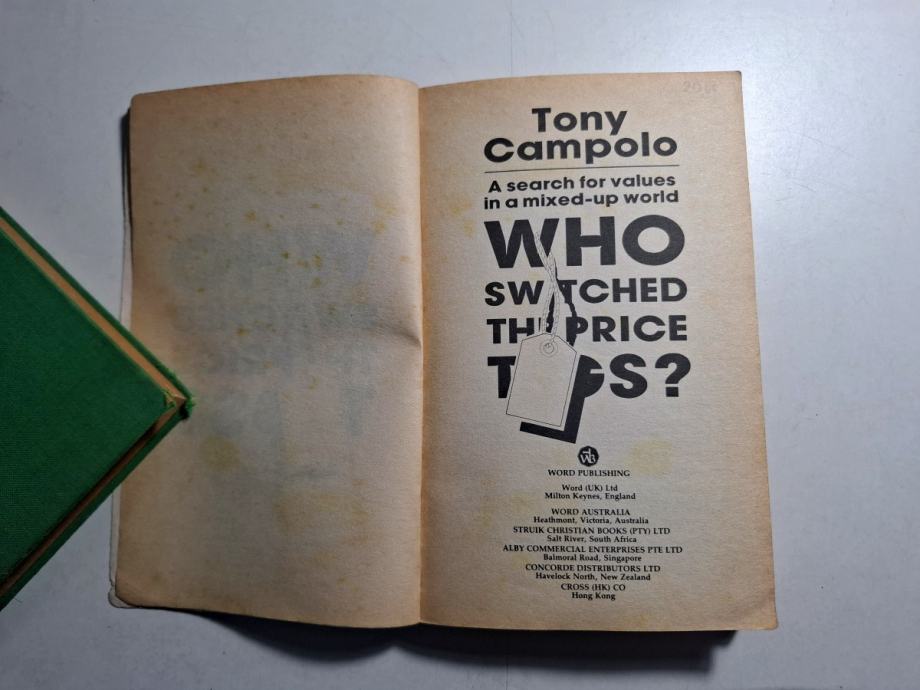 Tony
Campolo
A search for values
in a mixed-up world
WHO
SWITCHED
THE PRICE
TAGS?
WB
WORD PUBLISHING
Word (UK) Ltd
Milton Keynes, England
WORD AUSTRALIA
Heathmont, Victoria, Australia
STRUIK CHRISTIAN BOOKS (PTY) LTD
Salt River, South Africa
ALBY COMMERCIAL ENTERPRISES PTE LTD
Balmoral Road, Singapore
CONCORDE DISTRIBUTORS LTD
Havelock North, New Zealand
CROSS (HK) CO
Hong Kong